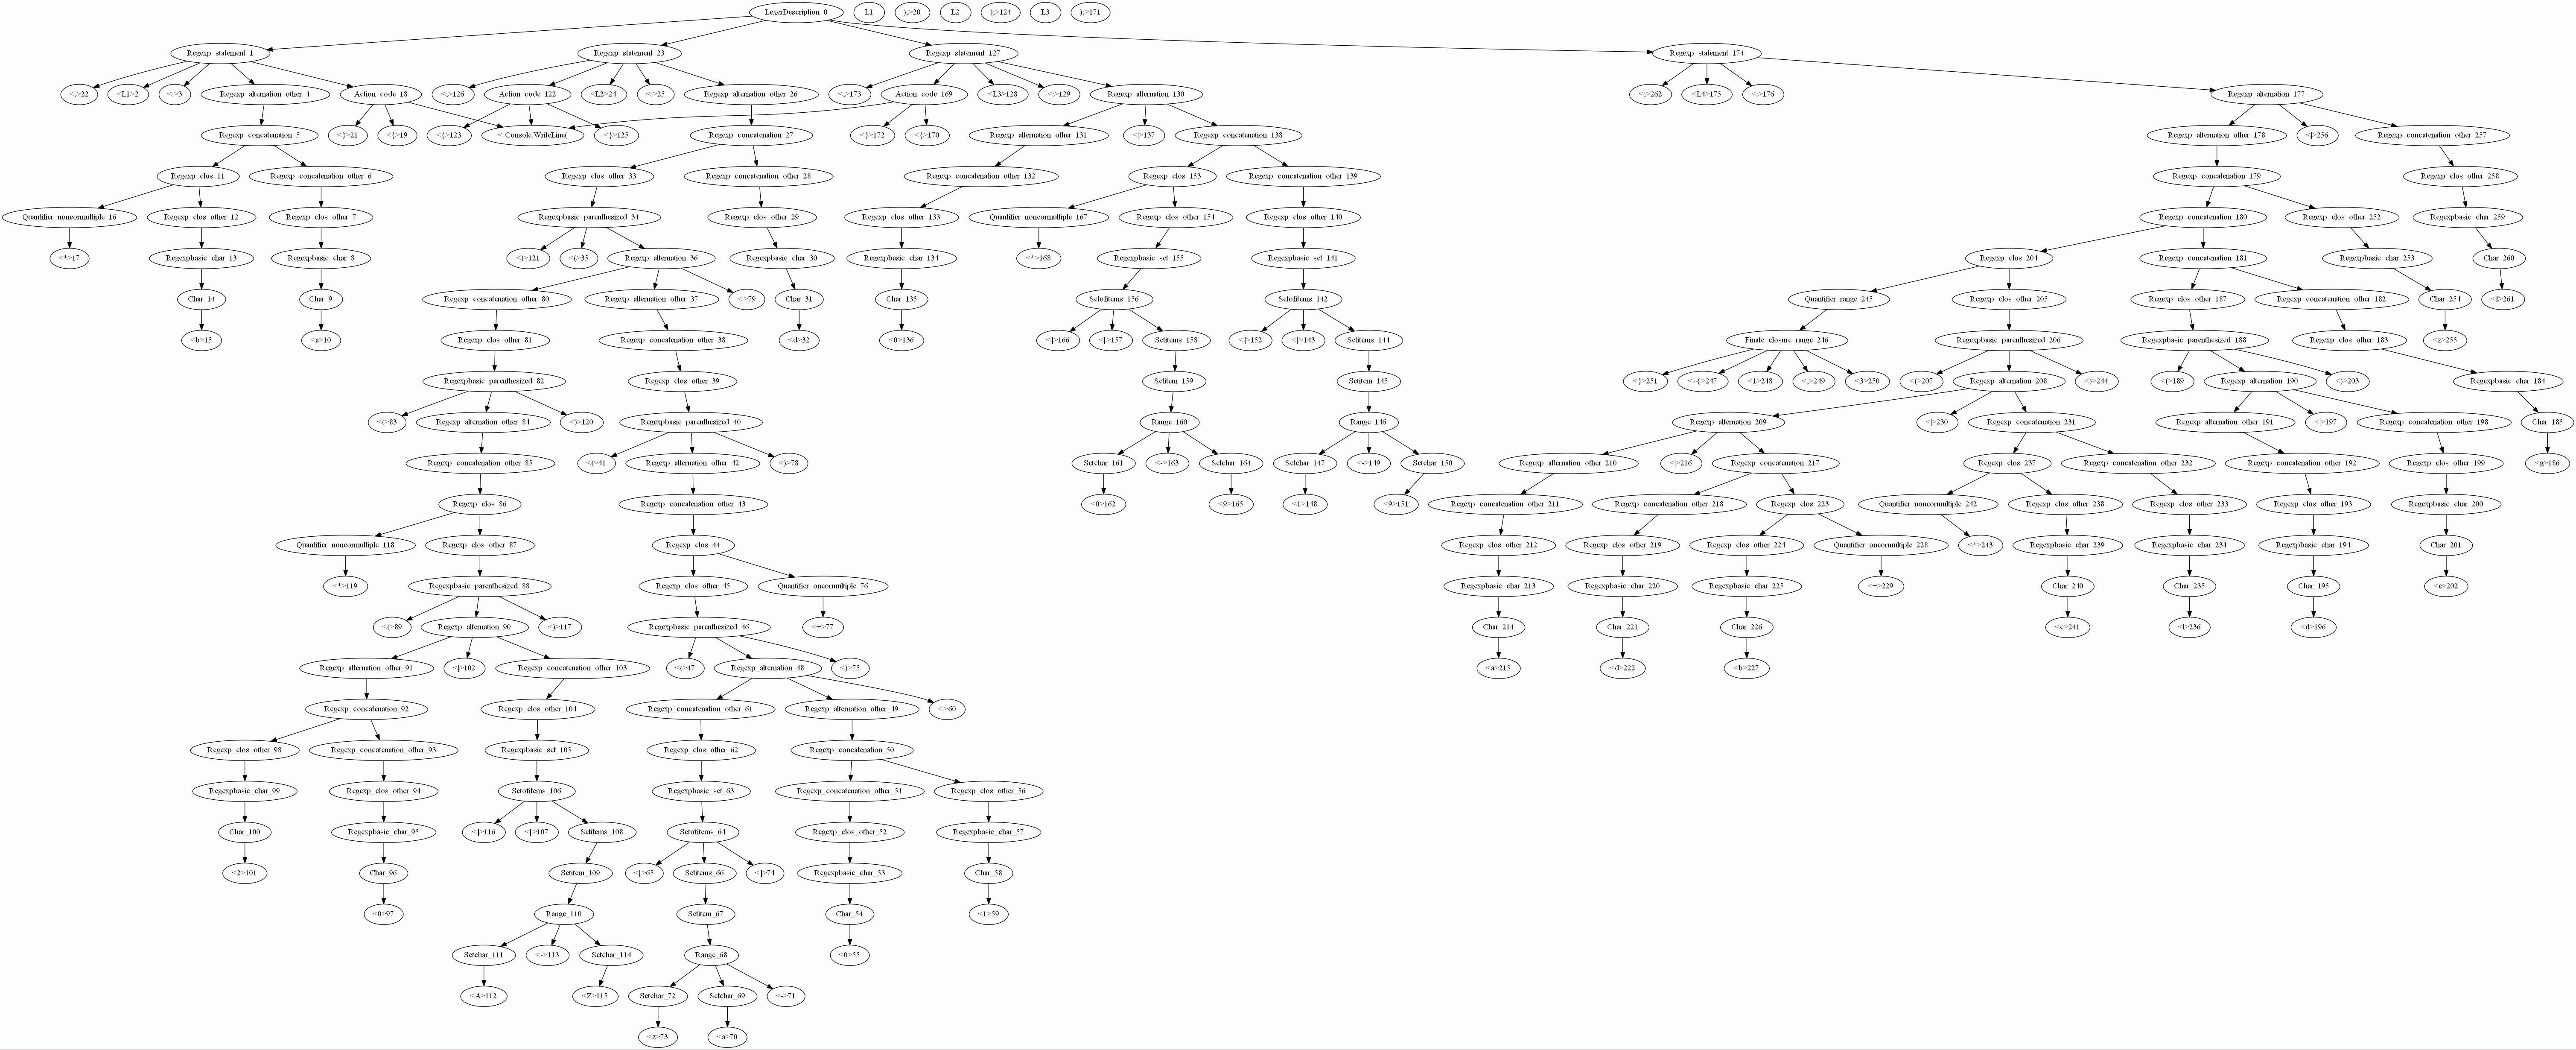 LexerDescription_0 L1 );>20 L2 );>124 L3 );>171
Regexp_statement_1 Regexp_statement_23 Regexp_statement_127 Regexp_statement_174
<;>22 <L1>2 <:>3 Regexp_alternation_other_4 Action_code_18 <;>126 Action_code_122 <L2>24 <:>25 Regexp_alternation_other_26 <;>173 Action_code_169 <L3>128 <:>129 Regexp_alternation_130 <;>262 <L4>175 <:>176 Regexp_alternation_177
Regexp_concatenation_5 <}>21 <{>19 <{>123 < Console.WriteLine( <}>125 Regexp_concatenation_27 <}>172 <{>170 Regexp_alternation_other_131 <|>137 Regexp_concatenation_138 Regexp_alternation_other_178 <|>256 Regexp_concatenation_other_257
Regexp_clos_11 Regexp_concatenation_other_6 Regexp_clos_other_33 Regexp_concatenation_other_28 Regexp_concatenation_other_132 Regexp_clos_153 Regexp_concatenation_other_139 Regexp_concatenation_179 Regexp_clos_other_258
Quantifier_noneormultiple_16 Regexp_clos_other_12 Regexp_clos_other_7 Regexpbasic_parenthesized_34 Regexp_clos_other_29 Regexp_clos_other_133 Quantifier_noneormultiple_167 Regexp_clos_other_154 Regexp_clos_other_140 Regexp_concatenation_180 Regexp_clos_other_252 Regexpbasic_char_259
<*>17 Regexpbasic_char_13 Regexpbasic_char_8 <)>121 <(>35 Regexp_alternation_36 Regexpbasic_char_30 Regexpbasic_char_134 <*>168 Regexpbasic_set_155 Regexpbasic_set_141 Regexp_clos_204 Regexp_concatenation_181 Regexpbasic_char_253 Char_260
Char_14 Char_9 Regexp_concatenation_other_80 Regexp_alternation_other_37 <|>79 Char_31 Char_135 Setofitems_156 Setofitems_142 Quantifier_range_245 Regexp_clos_other_205 Regexp_clos_other_187 Regexp_concatenation_other_182 Char_254 <f>261
<b>15 <a>10 Regexp_clos_other_81 Regexp_concatenation_other_38 <d>32 <0>136 <]>166 <[>157 Setitems_158 <]>152 <[>143 Setitems_144 Finate_closure_range_246 Regexpbasic_parenthesized_206 Regexpbasic_parenthesized_188 Regexp_clos_other_183 <z>255
Regexpbasic_parenthesized_82 Regexp_clos_other_39 Setitem_159 Setitem_145 <}>251 <--{>247 <1>248 <,>249 <3>250 <(>207 Regexp_alternation_208 <)>244 <(>189 Regexp_alternation_190 <)>203 Regexpbasic_char_184
<(>83 Regexp_alternation_other_84 <)>120 Regexpbasic_parenthesized_40 Range_160 Range_146 Regexp_alternation_209 <|>230 Regexp_concatenation_231 Regexp_alternation_other_191 <|>197 Regexp_concatenation_other_198 Char_185
Regexp_concatenation_other_85 <(>41 Regexp_alternation_other_42 <)>78 Setchar_161 <->163 Setchar_164 Setchar_147 <->149 Setchar_150 Regexp_alternation_other_210 <|>216 Regexp_concatenation_217 Regexp_clos_237 Regexp_concatenation_other_232 Regexp_concatenation_other_192 Regexp_clos_other_199 <g>186
Regexp_clos_86 Regexp_concatenation_other_43 <0>162 <9>165 <1>148 <9>151 Regexp_concatenation_other_211 Regexp_concatenation_other_218 Regexp_clos_223 Quantifier_noneormultiple_242 Regexp_clos_other_238 Regexp_clos_other_233 Regexp_clos_other_193 Regexpbasic_char_200
Quantifier_noneormultiple_118 Regexp_clos_other_87 Regexp_clos_44 Regexp_clos_other_212 Regexp_clos_other_219 Regexp_clos_other_224 Quantifier_oneormultiple_228 <*>243 Regexpbasic_char_239 Regexpbasic_char_234 Regexpbasic_char_194 Char_201
<*>119 Regexpbasic_parenthesized_88 Regexp_clos_other_45 Quantifier_oneormultiple_76 Regexpbasic_char_213 Regexpbasic_char_220 Regexpbasic_char_225 <+>229 Char_240 Char_235 Char_195 <e>202
<(>89 Regexp_alternation_90 <)>117 Regexpbasic_parenthesized_46 <+>77 Char_214 Char_221 Char_226 <c>241 <l>236 <d>196
Regexp_alternation_other_91 <|>102 Regexp_concatenation_other_103 <(>47 Regexp_alternation_48 <)>75 <a>215 <d>222 <b>227
Regexp_concatenation_92 Regexp_clos_other_104 Regexp_concatenation_other_61 Regexp_alternation_other_49 <|>60
Regexp_clos_other_98 Regexp_concatenation_other_93 Regexpbasic_set_105 Regexp_clos_other_62 Regexp_concatenation_50
Regexpbasic_char_99 Regexp_clos_other_94 Setofitems_106 Regexpbasic_set_63 Regexp_concatenation_other_51 Regexp_clos_other_56
Char_100 Regexpbasic_char_95 <]>116 <[>107 Setitems_108 Setofitems_64 Regexp_clos_other_52 Regexpbasic_char_57
<2>101 Char_96 Setitem_109 <[>65 Setitems_66 <]>74 Regexpbasic_char_53 Char_58
<0>97 Range_110 Setitem_67 Char_54 <1>59
Setchar_111 <->113 Setchar_114 Range_68 <0>55
<A>112 <Z>115 Setchar_72 Setchar_69 <->71
<z>73 <a>70